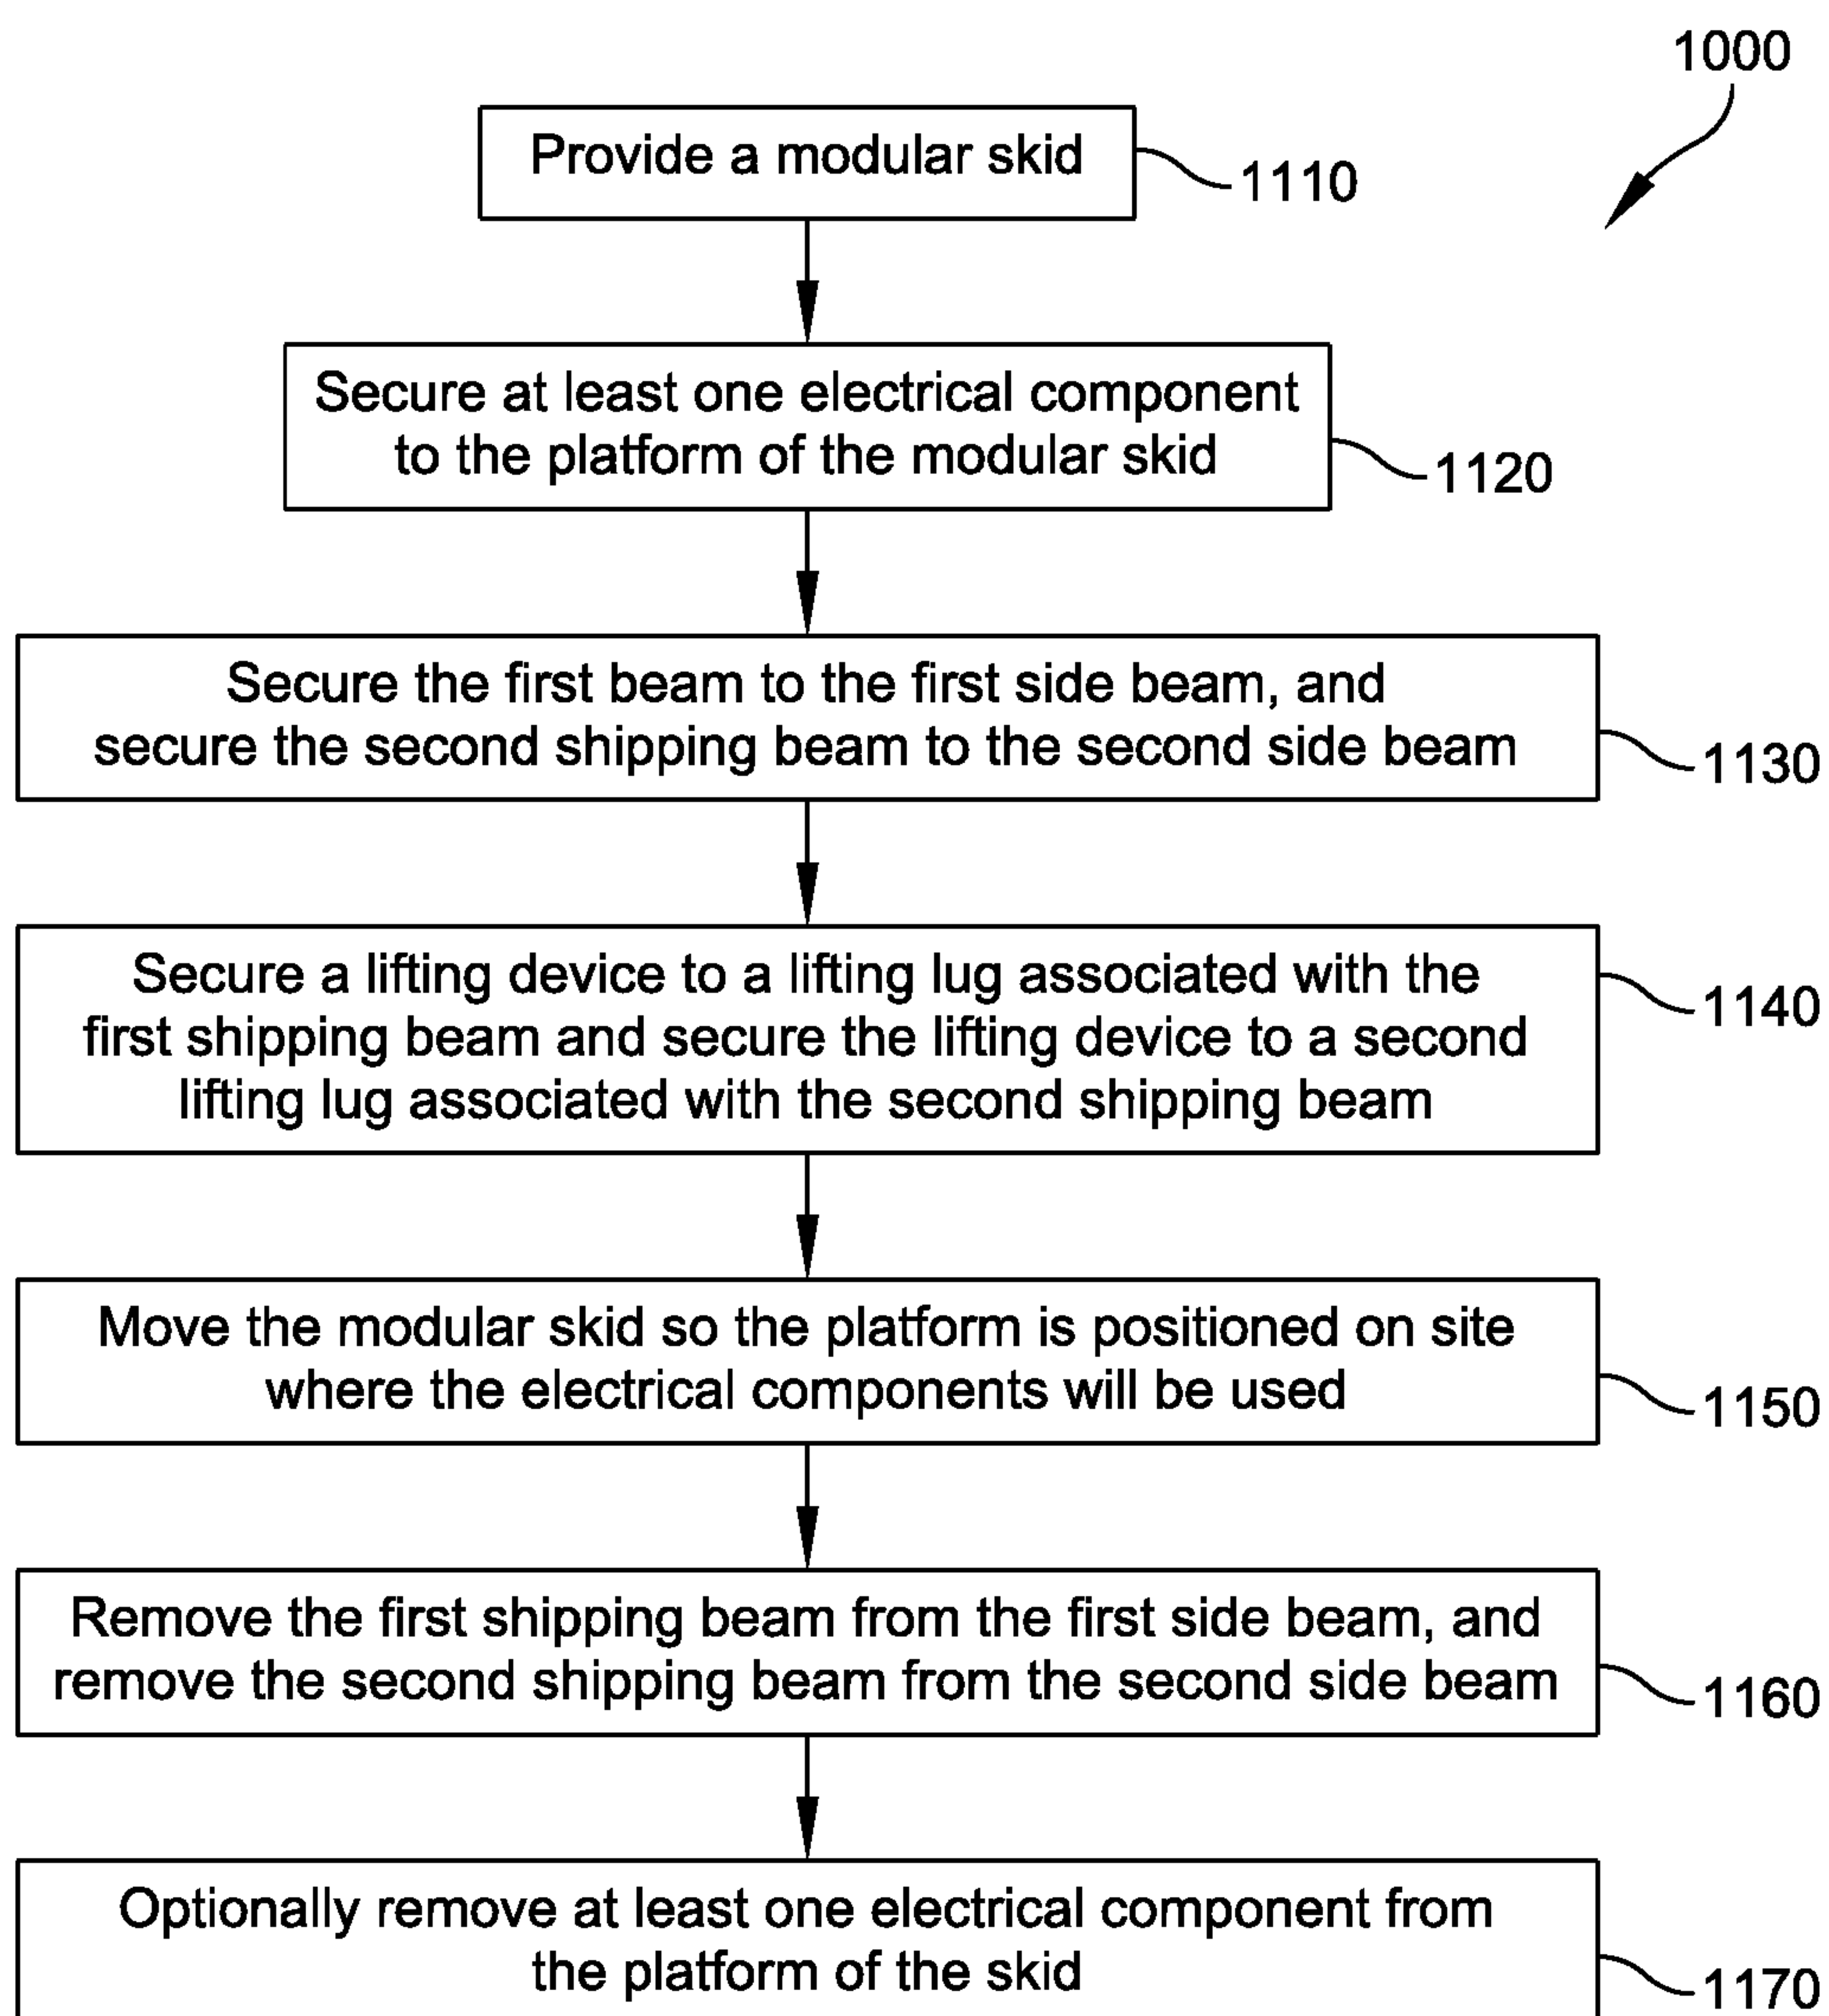 1000
Provide a modular skid
1110
Secure at least one electrical component
to the platform of the modular skid
1120
Secure the first beam to the first side beam, and
secure the second shipping beam to the second side beam
1130
Secure a lifting device to a lifting lug associated with the
first shipping beam and secure the lifting device to a second
lifting lug associated with the second shipping beam
1140
Move the modular skid so the platform is positioned on site
where the electrical components will be used
1150
Remove the first shipping beam from the first side beam, and
remove the second shipping beam from the second side beam
1160
Optionally remove at least one electrical component from
the platform of the skid
1170